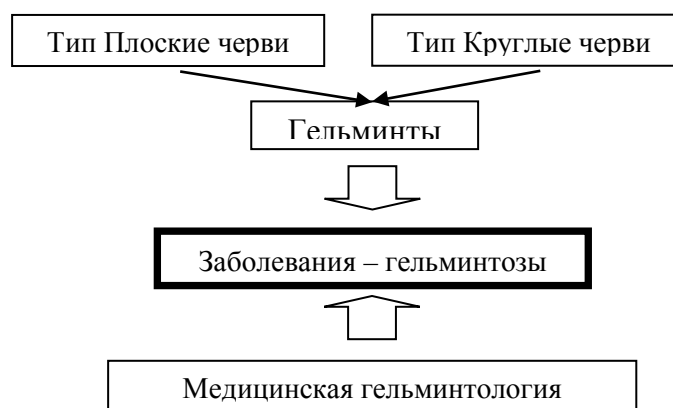 Тип Плоские черви
Тип Круглые черви
Гельминты
Заболевания – гельминтозы
Медицинская гельминтология